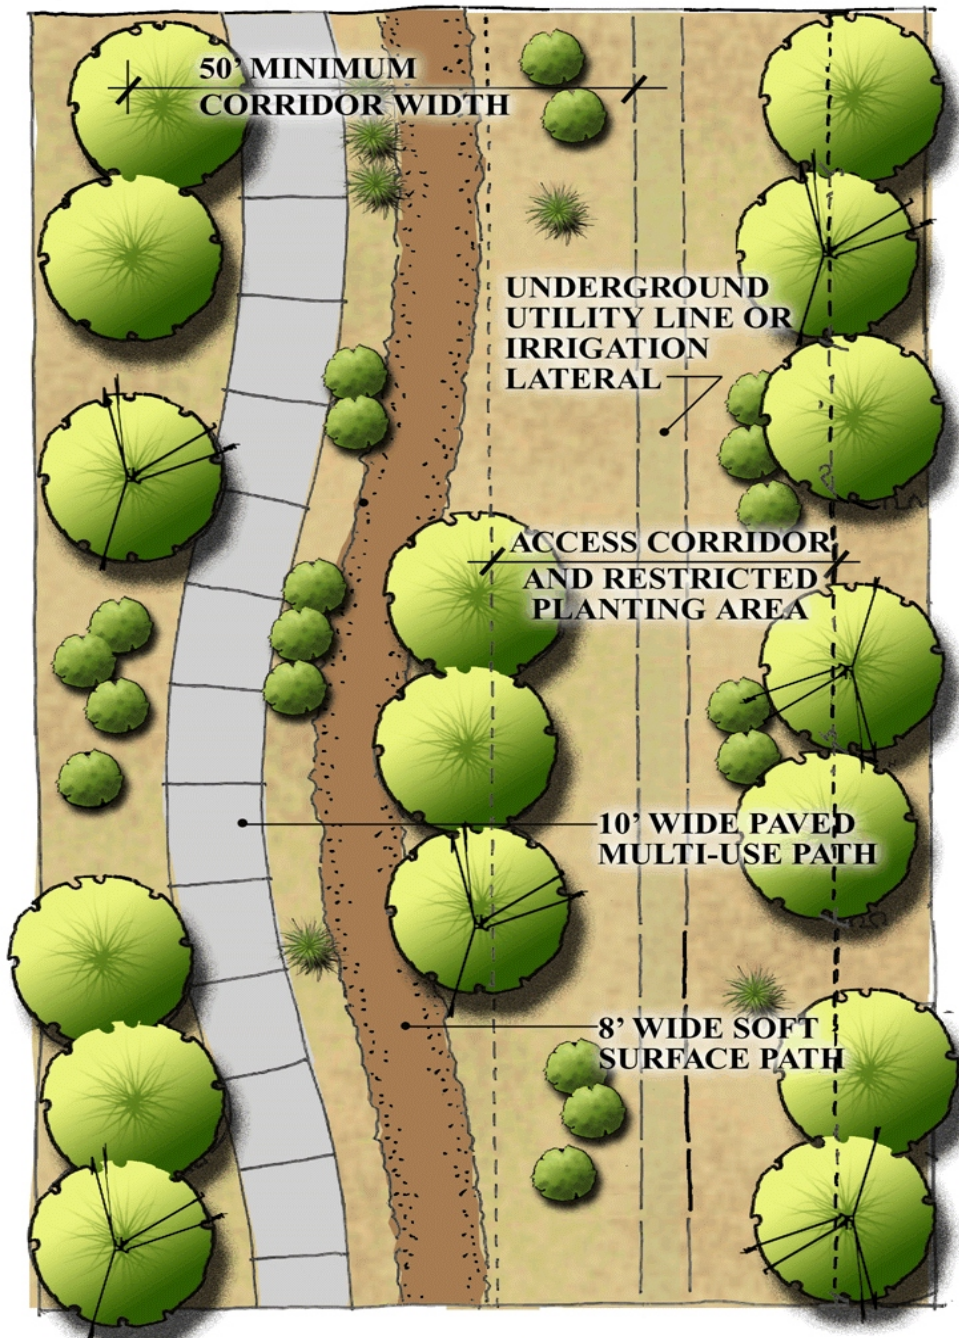 50’ MINIMUM
CORRIDOR WIDTH
UNDERGROUND
UTILITY LINE OR
IRRIGATION
LATERAL
ACCESS CORRIDOR
AND RESTRICTED
PLANTING AREA
10’ WIDE PAVED
MULTI-USE PATH
8’ WIDE SOFT
SURFACE PATH